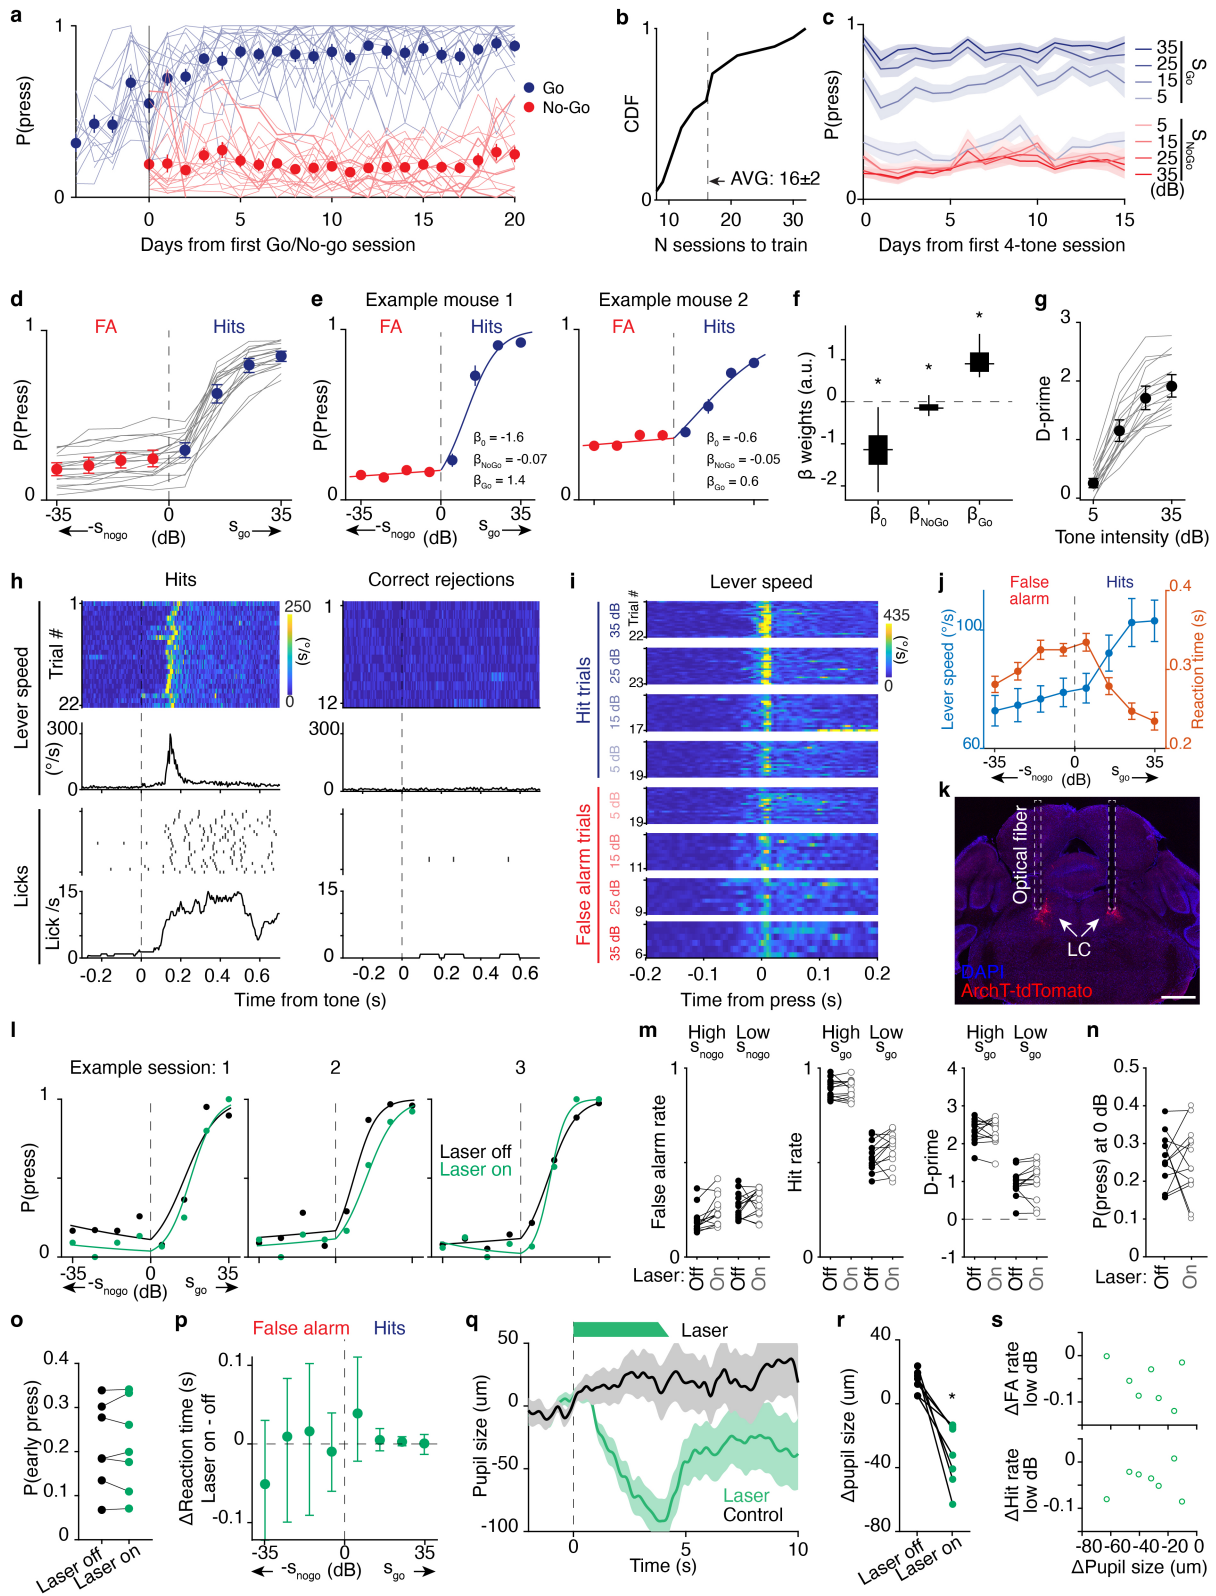 a
1
P(press)
0
0
5
10
15
20
Days from first Go/No-go session
Go
No-Go
b
1
CDF
0
AVG: 16±2
10
20
30
N sessions to train
c
1
P(press)
0
0
5
10
15
Days from first 4-tone session
35
25
15
5
S Go
5
15
25
35
S NoGo
(dB)
d
FA
Hits
1
P(Press)
0
-35
0
35
-s nogo
(dB)
s go
e
Example mouse 1
FA
Hits
1
P(Press)
0
β0 = -1.6
βNoGo = -0.07
βGo = 1.4
-35
0
35
-s nogo
(dB)
s go
Example mouse 2
FA
Hits
1
0
β0 = -0.6
βNoGo = -0.05
βGo = 0.6
f
*
*
*
β weights (a.u.)
1
0
-1
-2
β0
βNoGo
βGo
g
3
2
1
0
D-prime
5
35
Tone intensity (dB)
h
Hits
Correct rejections
Lever speed
Trial #
1
22
250
0
(°/s)
1
12
300
(°/s)
0
300
0
Licks
15
Lick /s
0
15
0
-0.2
0
0.2
0.4
0.6
-0.2
0
0.2
0.4
0.6
Time from tone (s)
i
Lever speed
Hit trials
False alarm trials
Trial #
35 dB
22
25 dB
23
15 dB
17
5 dB
19
5 dB
19
15 dB
11
25 dB
9
35 dB
6
435
(°/s)
0
-0.2
-0.1
0
0.1
0.2
Time from press (s)
j
False
alarm
Hits
Lever speed (°/s)
100
60
0.4
0.3
0.2
Reaction time (s)
-35
0
35
-s nogo
(dB)
s go
k
Optical fiber
LC
DAPI
ArchT-tdTomato
l
Example session: 1
2
3
1
P(press)
0
Laser off
Laser on
-35
0
35
-s nogo
(dB)
s go
m
High
s nogo
Low
s nogo
1
False alarm rate
0
High
s go
Low
s go
1
Hit rate
0
High
s go
Low
s go
4
3
2
1
0
-1
D-prime
Laser:
Off
On
Off
On
Off
On
Off
On
Off
On
Off
On
n
0.5
0.4
0.3
0.2
0.1
0
P(press) at 0 dB
Laser:
Off
On
o
0.4
0.3
0.2
0.1
0
P(early press)
Laser off
Laser on
p
False alarm
Hits
ΔReaction time (s)
Laser on - off
0.1
0
-0.1
-35
0
35
-s nogo
(dB)
s go
q
Laser
50
0
-50
-100
Pupil size (um)
Laser
Control
0
5
10
Time (s)
r
40
0
-40
-80
Δpupil size (um)
*
Laser off
Laser on
s
ΔFA rate
low dB
0
-0.1
ΔHit rate
low dB
0
-0.1
-80
-60
-40
-20
0
ΔPupil size (um)